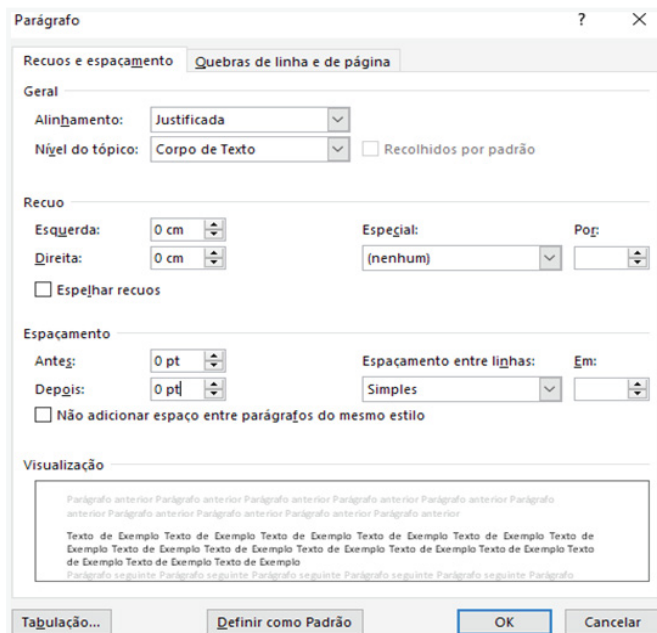 Parágrafo ? ×
Recuos e espaçamento Quebras de linha e de página
Geral
Alinhamento: Justificada
Nível do tópico: Corpo de Texto Recolhidos por padrão
Recuo
Esquerda: 0 cm Especial: Por:
Direita: 0 cm (nenhum)
Espelhar recuos
Espaçamento
Antes: 0 pt Espaçamento entre linhas: Em:
Depois: 0 pt Simples
Não adicionar espaço entre parágrafos do mesmo estilo
Visualização
Parágrafo anterior Parágrafo anterior Parágrafo anterior Parágrafo anterior Parágrafo anterior Parágrafo
anterior Parágrafo anterior Parágrafo anterior Parágrafo anterior Parágrafo anterior
Texto de Exemplo Texto de Exemplo Texto de Exemplo Texto de Exemplo Texto de Exemplo Texto de
Exemplo Texto de Exemplo Texto de Exemplo Texto de Exemplo Texto de Exemplo Texto de Exemplo Texto
de Exemplo Texto de Exemplo Texto de Exemplo
Parágrafo seguinte Parágrafo seguinte Parágrafo seguinte Parágrafo seguinte Parágrafo seguinte Parágrafo
Tabulação... Definir como Padrão OK Cancelar